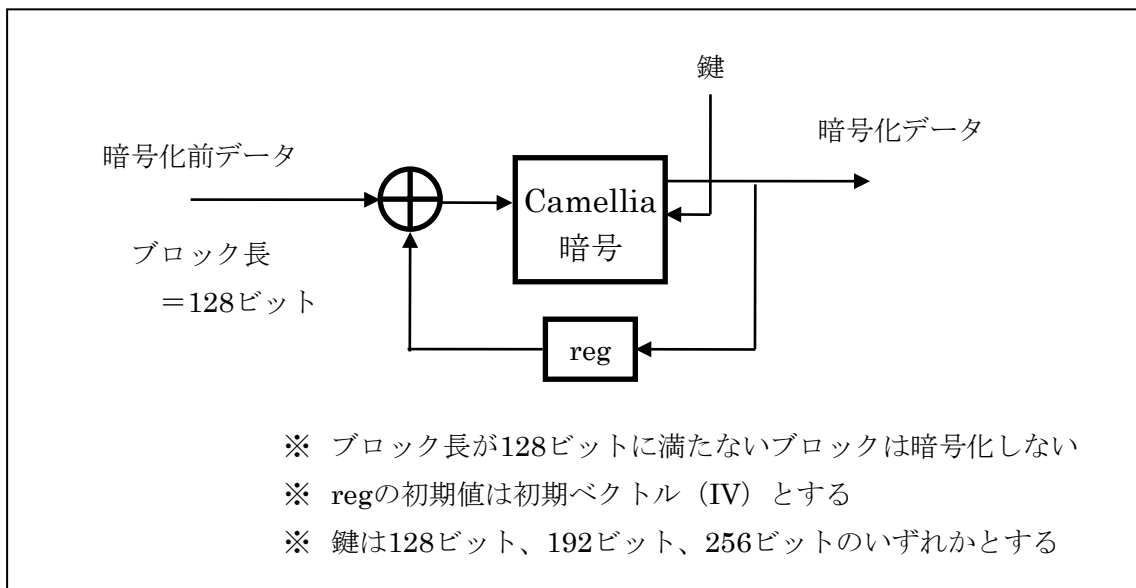 鍵
暗号化データ
暗号化前データ
Camellia
暗号
ブロック長
=128ビット
reg
※ ブロック長が128ビットに満たないブロックは暗号化しない
※ regの初期値は初期ベクトル(IV)とする
※ 鍵は128ビット、192ビット、256ビットのいずれかとする